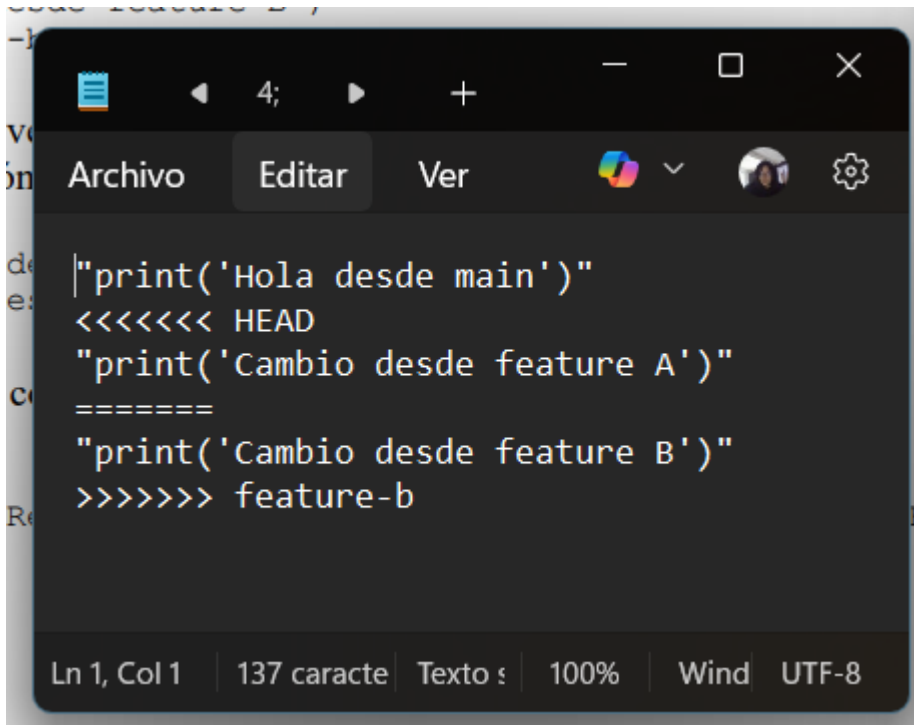 4;
Archivo Editar Ver
"print('Hola desde main')"
<<<<<<< HEAD
"print('Cambio desde feature A')"
=======
"print('Cambio desde feature B')"
>>>>>>> feature-b
Ln 1, Col 1 137 caracte Texto s 100% Wind UTF-8